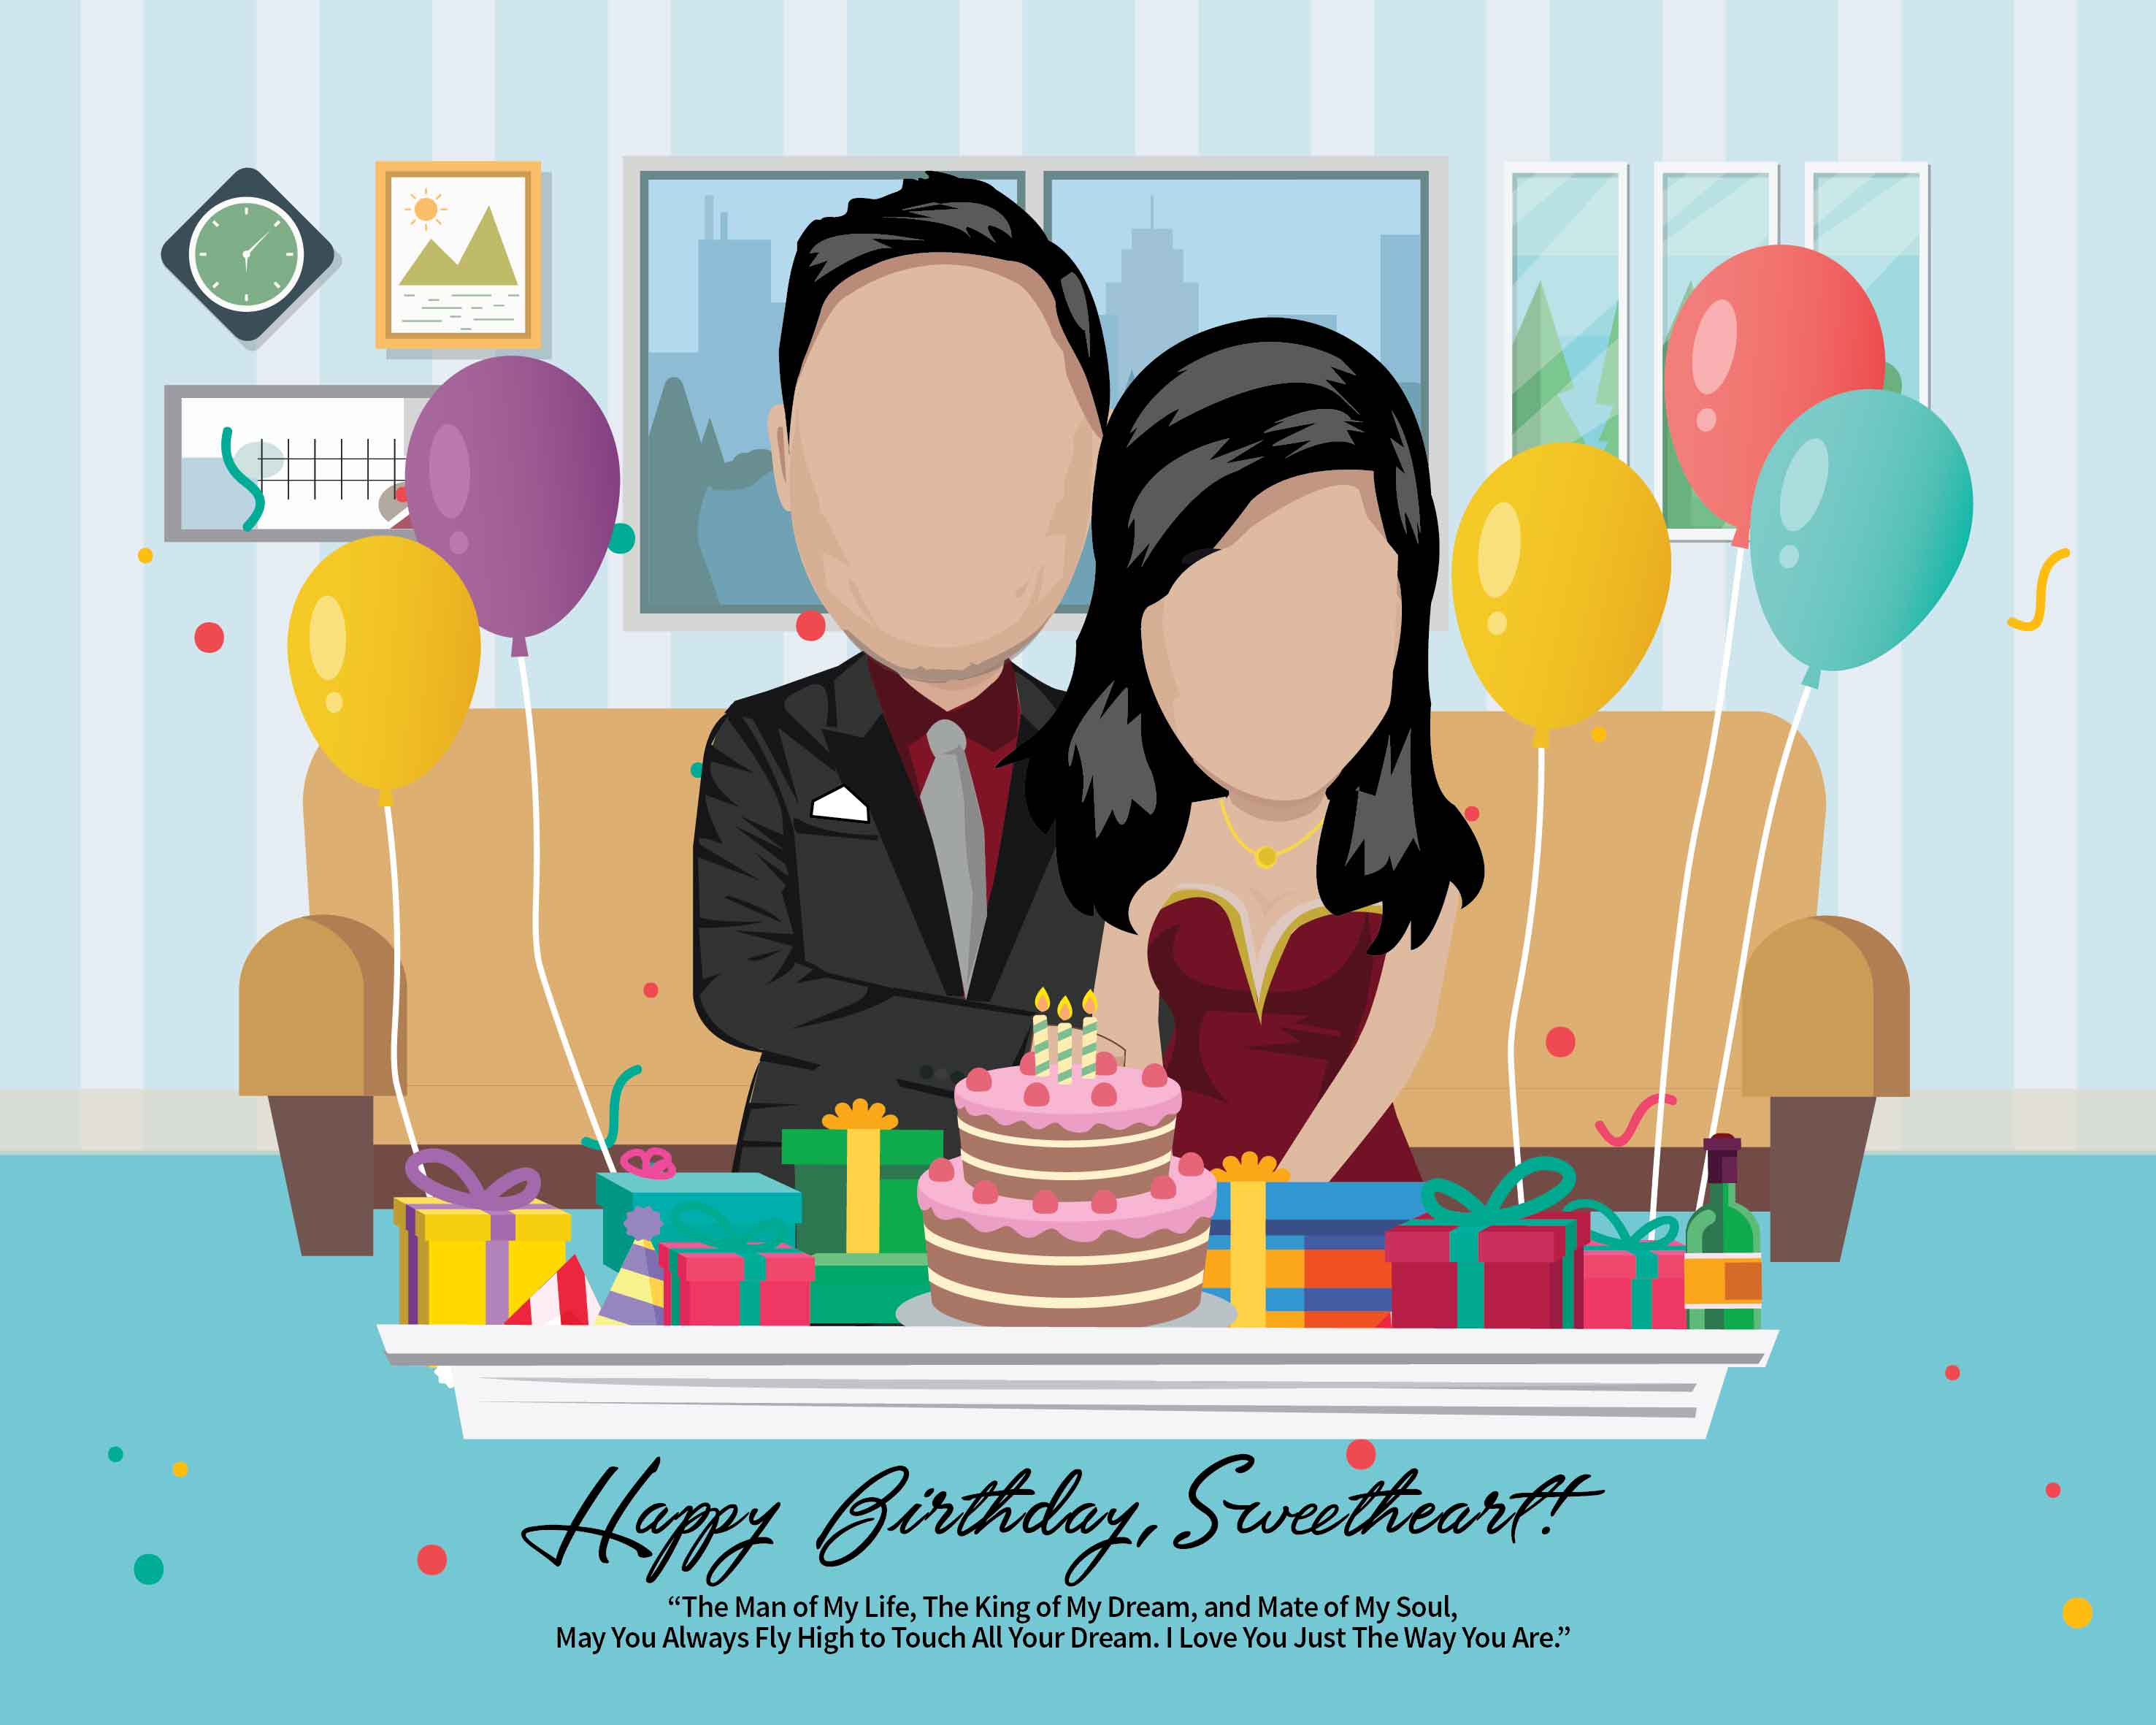 Happy Birthday, Sweetheart!
“The Man of My Life, The King of My Dream, and Mate of My Soul,
May You Always Fly High to Touch All Your Dream. I Love You Just The Way You Are.”